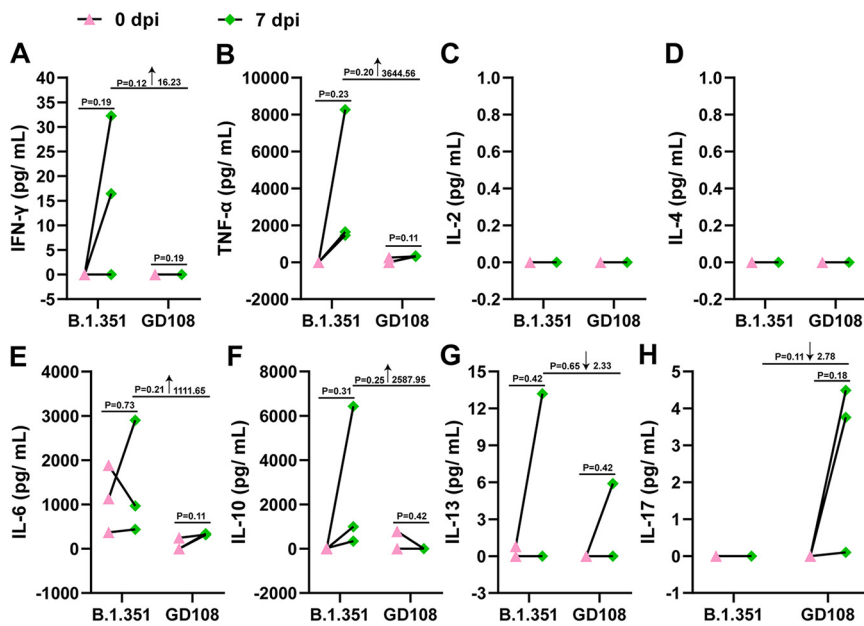 0 dpi 7 dpi
A
IFN-γ (pg/ mL)
40
35
30
25
20
15
10
5
0
-5
P=0.19
P=0.12 ↑ 16.23
P=0.19
B.1.351 GD108
B
TNF-α (pg/ mL)
10000
8000
6000
4000
2000
0
-2000
P=0.23
P=0.20 ↑ 3644.56
P=0.11
B.1.351 GD108
C
IL-2 (pg/ mL)
1.0
0.8
0.6
0.4
0.2
0.0
-0.2
B.1.351 GD108
D
IL-4 (pg/ mL)
1.0
0.8
0.6
0.4
0.2
0.0
-0.2
B.1.351 GD108
E
IL-6 (pg/ mL)
4000
3000
2000
1000
0
-1000
P=0.73
P=0.21 ↑ 1111.65
P=0.11
B.1.351 GD108
F
IL-10 (pg/ mL)
10000
8000
6000
4000
2000
0
-2000
P=0.31
P=0.25 ↑ 2587.95
P=0.42
B.1.351 GD108
G
IL-13 (pg/ mL)
15
12
9
6
3
0
-3
P=0.42
P=0.65 ↓ 2.33
P=0.42
B.1.351 GD108
H
IL-17 (pg/ mL)
5
4
3
2
1
0
-1
P=0.11 ↓ 2.78
P=0.18
B.1.351 GD108